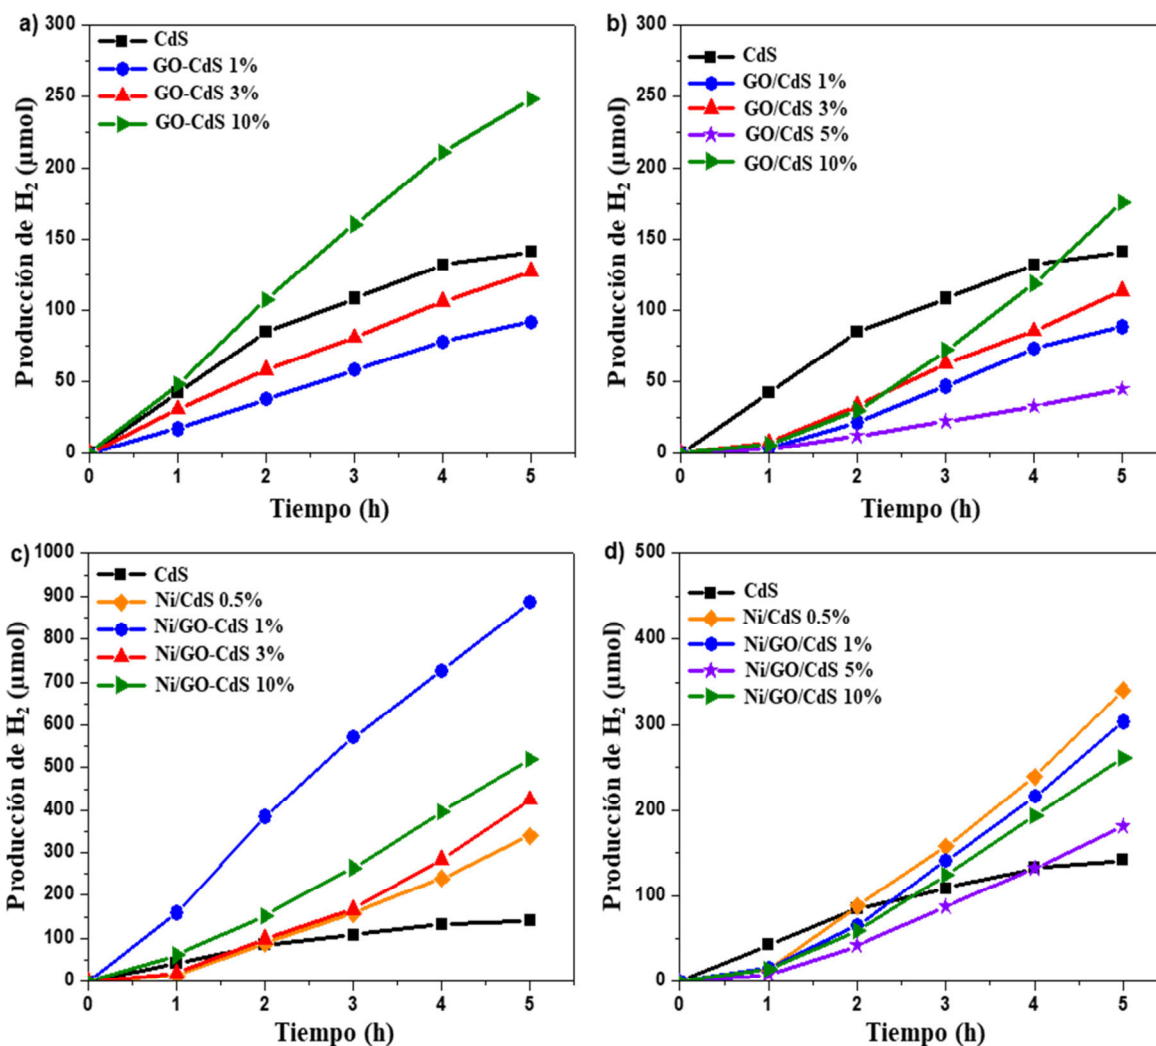 a)
300
250
200
150
100
50
0
Producción de H₂ (µmol)
CdS
GO-CdS 1%
GO-CdS 3%
GO-CdS 10%
0 1 2 3 4 5
Tiempo (h)
b)
300
250
200
150
100
50
0
Producción de H₂ (µmol)
CdS
GO/CdS 1%
GO/CdS 3%
GO/CdS 5%
GO/CdS 10%
0 1 2 3 4 5
Tiempo (h)
c)
1000
900
800
700
600
500
400
300
200
100
0
Producción de H₂ (µmol)
CdS
Ni/CdS 0.5%
Ni/GO-CdS 1%
Ni/GO-CdS 3%
Ni/GO-CdS 10%
0 1 2 3 4 5
Tiempo (h)
d)
500
400
300
200
100
0
Producción de H₂ (µmol)
CdS
Ni/CdS 0.5%
Ni/GO/CdS 1%
Ni/GO/CdS 5%
Ni/GO/CdS 10%
0 1 2 3 4 5
Tiempo (h)